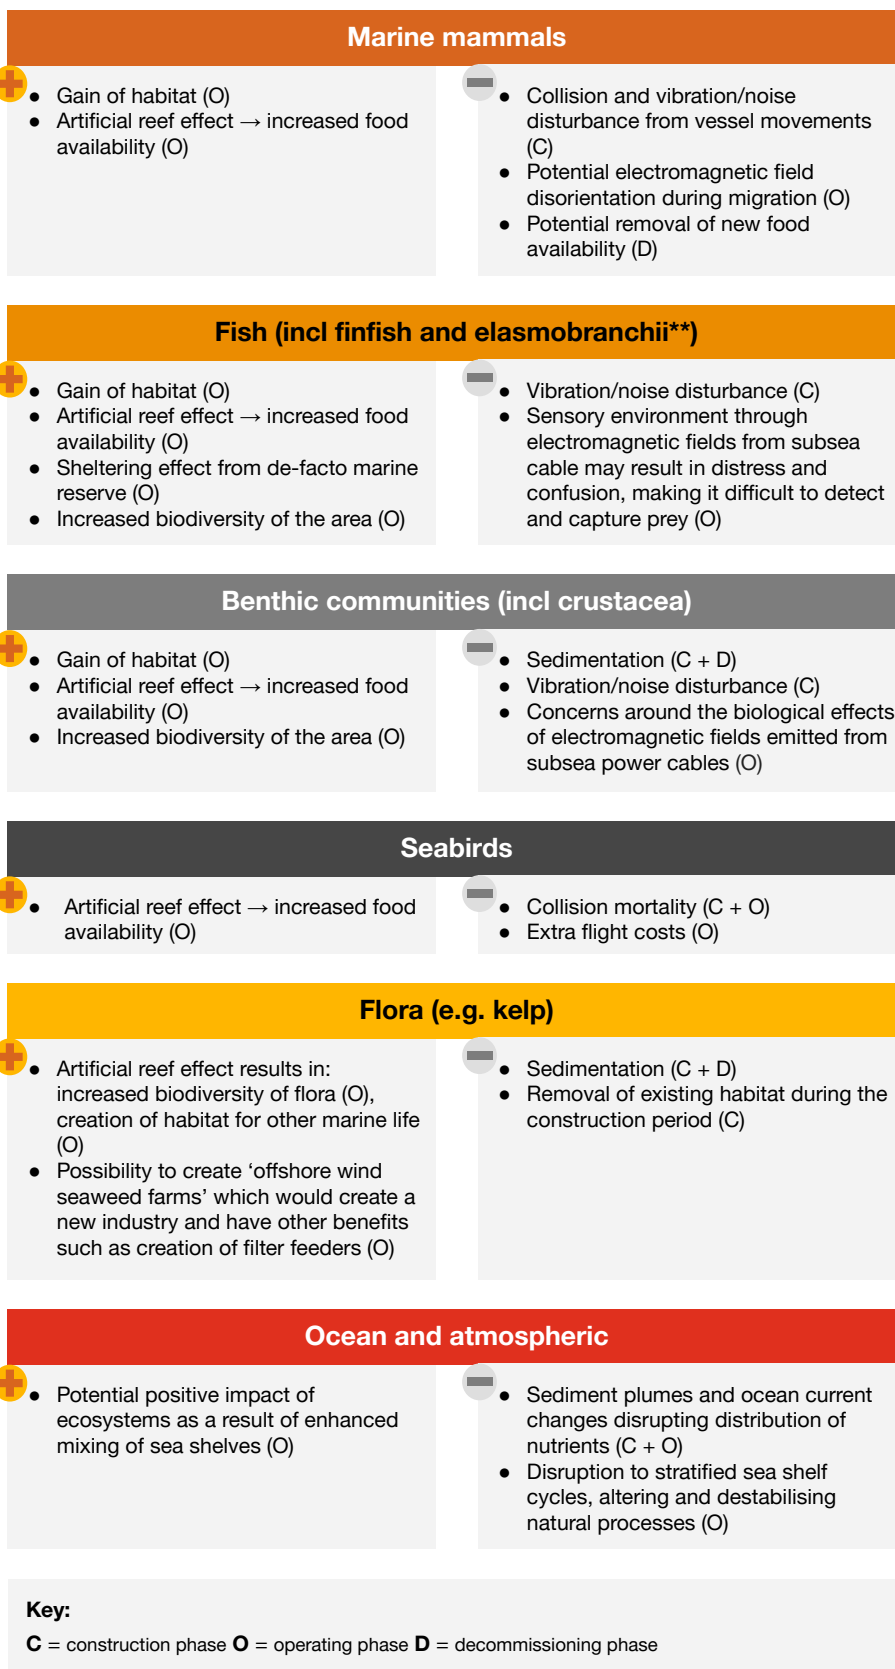 Marine mammals
● Gain of habitat (O)
● Artificial reef effect → increased food
availability (O)
● Collision and vibration/noise
disturbance from vessel movements
(C)
● Potential electromagnetic field
disorientation during migration (O)
● Potential removal of new food
availability (D)
Fish (incl finfish and elasmobranchii**)
● Gain of habitat (O)
● Artificial reef effect → increased food
availability (O)
● Sheltering effect from de-facto marine
reserve (O)
● Increased biodiversity of the area (O)
● Vibration/noise disturbance (C)
● Sensory environment through
electromagnetic fields from subsea
cable may result in distress and
confusion, making it difficult to detect
and capture prey (O)
Benthic communities (incl crustacea)
● Gain of habitat (O)
● Artificial reef effect → increased food
availability (O)
● Increased biodiversity of the area (O)
● Sedimentation (C + D)
● Vibration/noise disturbance (C)
● Concerns around the biological effects
of electromagnetic fields emitted from
subsea power cables (O)
Seabirds
● Artificial reef effect → increased food
availability (O)
● Collision mortality (C + O)
● Extra flight costs (O)
Flora (e.g. kelp)
● Artificial reef effect results in:
increased biodiversity of flora (O),
creation of habitat for other marine life
(O)
● Possibility to create ‘offshore wind
seaweed farms’ which would create a
new industry and have other benefits
such as creation of filter feeders (O)
● Sedimentation (C + D)
● Removal of existing habitat during the
construction period (C)
Ocean and atmospheric
● Potential positive impact of
ecosystems as a result of enhanced
mixing of sea shelves (O)
● Sediment plumes and ocean current
changes disrupting distribution of
nutrients (C + O)
● Disruption to stratified sea shelf
cycles, altering and destabilising
natural processes (O)
Key:
C = construction phase O = operating phase D = decommissioning phase